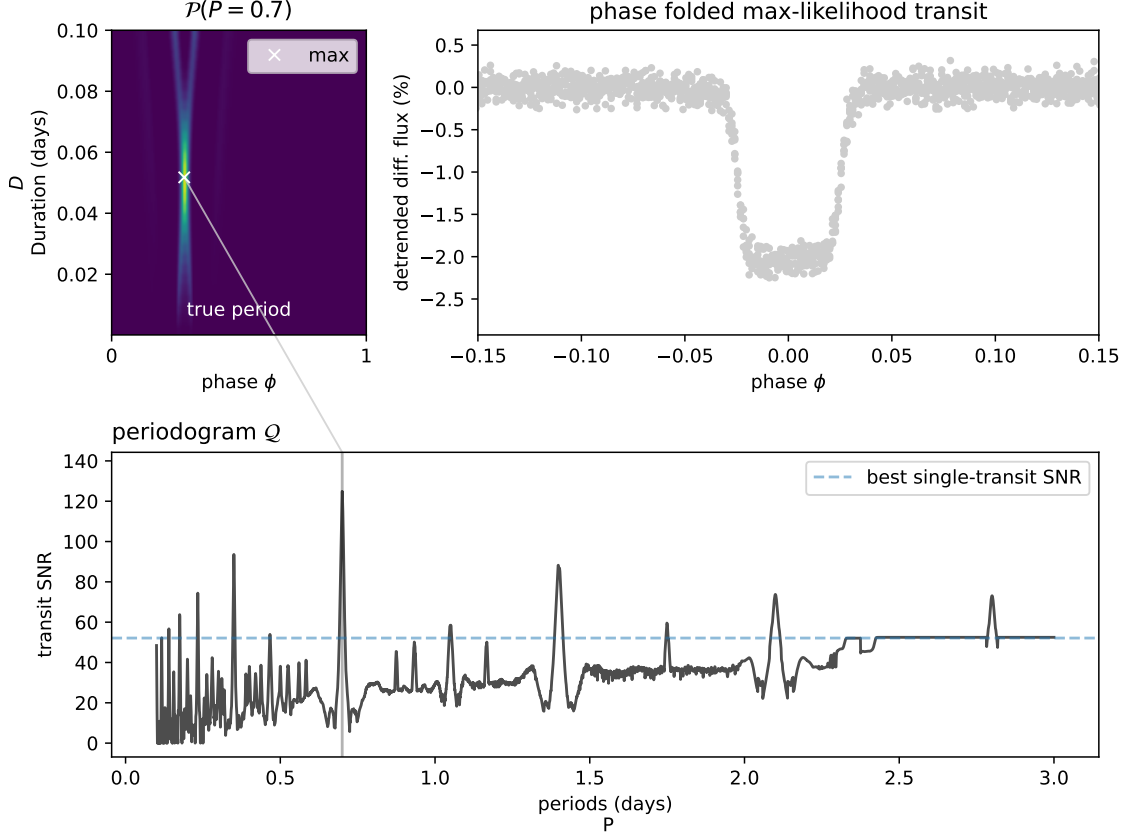 𝒫(P = 0.7)
0.10
0.08
0.06
0.04
0.02
D
Duration (days)
× max
true period
0 1
phase ϕ
phase folded max-likelihood transit
0.5
0.0
−0.5
−1.0
−1.5
−2.0
−2.5
detrended diff. flux (%)
−0.15 −0.10 −0.05 0.00 0.05 0.10 0.15
phase ϕ
periodogram 𝒬
140
120
100
80
60
40
20
0
transit SNR
best single-transit SNR
0.0 0.5 1.0 1.5 2.0 2.5 3.0
periods (days)
P